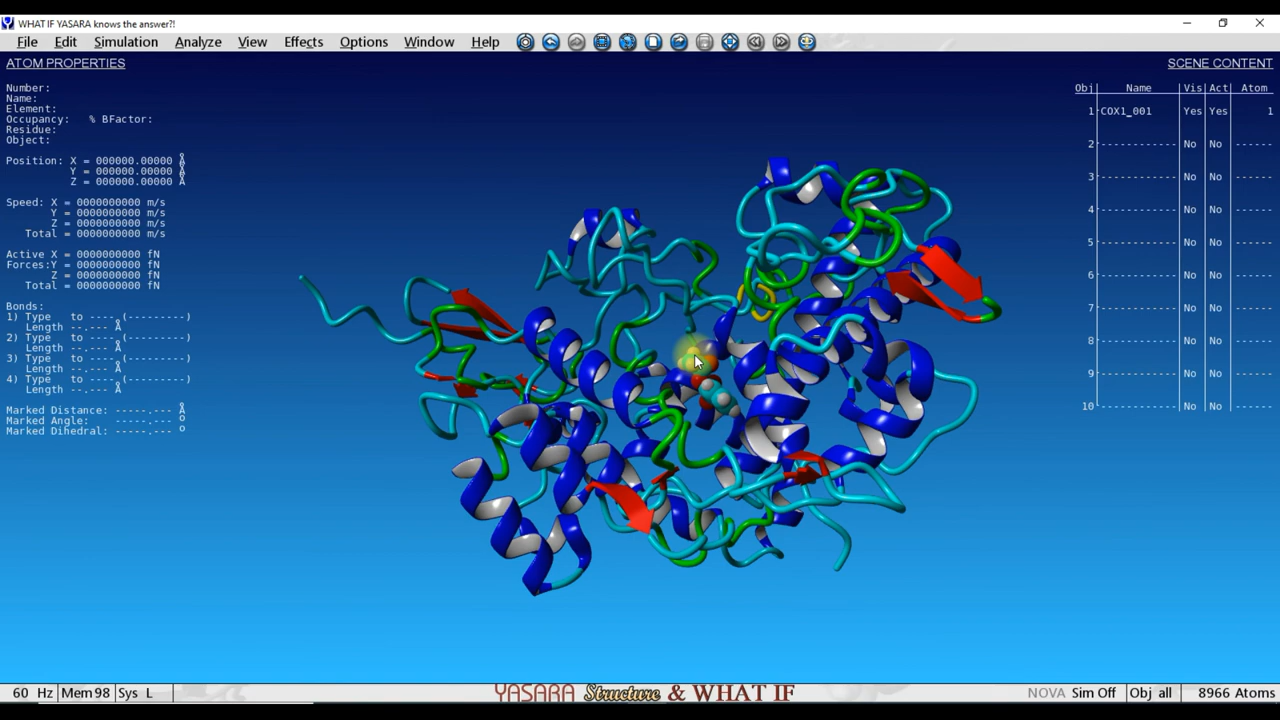 WHAT IF YASARA knows the answer?!
File Edit Simulation Analyze View Effects Options Window Help
ATOM PROPERTIES
Number:
Name:
Element:
Occupancy: % BFactor:
Residue:
Object:
Position: X = 000000.00000 Å
Y = 000000.00000 Å
Z = 000000.00000 Å
Speed: X = 0000000000 m/s
Y = 0000000000 m/s
Z = 0000000000 m/s
Total = 0000000000 m/s
Active X = 0000000000 fN
Forces:Y = 0000000000 fN
Z = 0000000000 fN
Total = 0000000000 fN
Bonds:
1) Type to ----(---------)
Length --.--- Å
2) Type to ----(---------)
Length --.--- Å
3) Type to ----(---------)
Length --.--- Å
4) Type to ----(---------)
Length --.--- Å
Marked Distance: -----.--- Å
Marked Angle: -----.--- o
Marked Dihedral: -----.--- o
SCENE CONTENT
Obj Name Vis Act Atom
1 COX1_001 Yes Yes 1
2 ------------ No No -----
3 ------------ No No -----
4 ------------ No No -----
5 ------------ No No -----
6 ------------ No No -----
7 ------------ No No -----
8 ------------ No No -----
9 ------------ No No -----
10 ------------ No No -----
60 Hz Mem 98 Sys L YASARA Structure & WHAT IF NOVA Sim Off Obj all 8966 Atoms